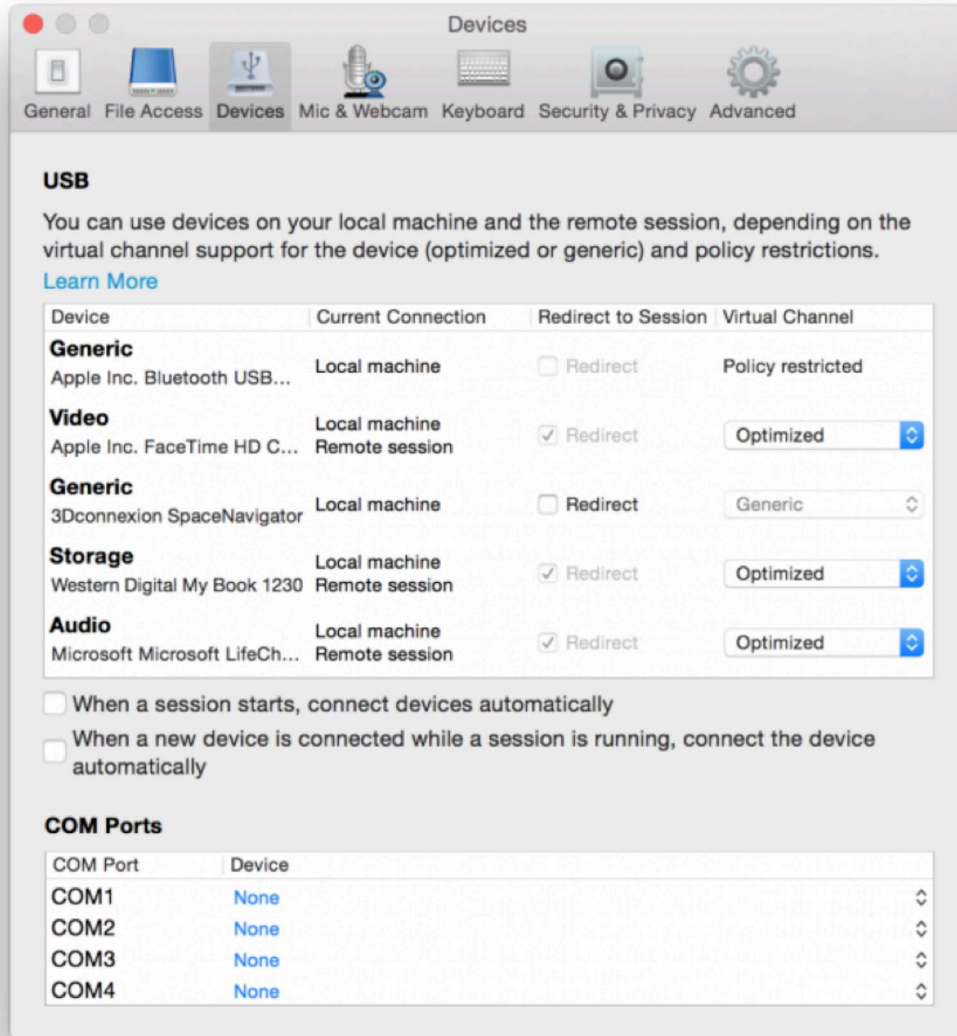 Devices
General File Access Devices Mic & Webcam Keyboard Security & Privacy Advanced
USB
You can use devices on your local machine and the remote session, depending on the
virtual channel support for the device (optimized or generic) and policy restrictions.
Learn More
Device Current Connection Redirect to Session Virtual Channel
Generic
Apple Inc. Bluetooth USB... Local machine Redirect Policy restricted
Video
Apple Inc. FaceTime HD C... Local machine Remote session Redirect Optimized
Generic
3Dconnexion SpaceNavigator Local machine Redirect Generic
Storage
Western Digital My Book 1230 Local machine Remote session Redirect Optimized
Audio
Microsoft Microsoft LifeCh... Local machine Remote session Redirect Optimized
When a session starts, connect devices automatically
When a new device is connected while a session is running, connect the device
automatically
COM Ports
COM Port Device
COM1 None
COM2 None
COM3 None
COM4 None